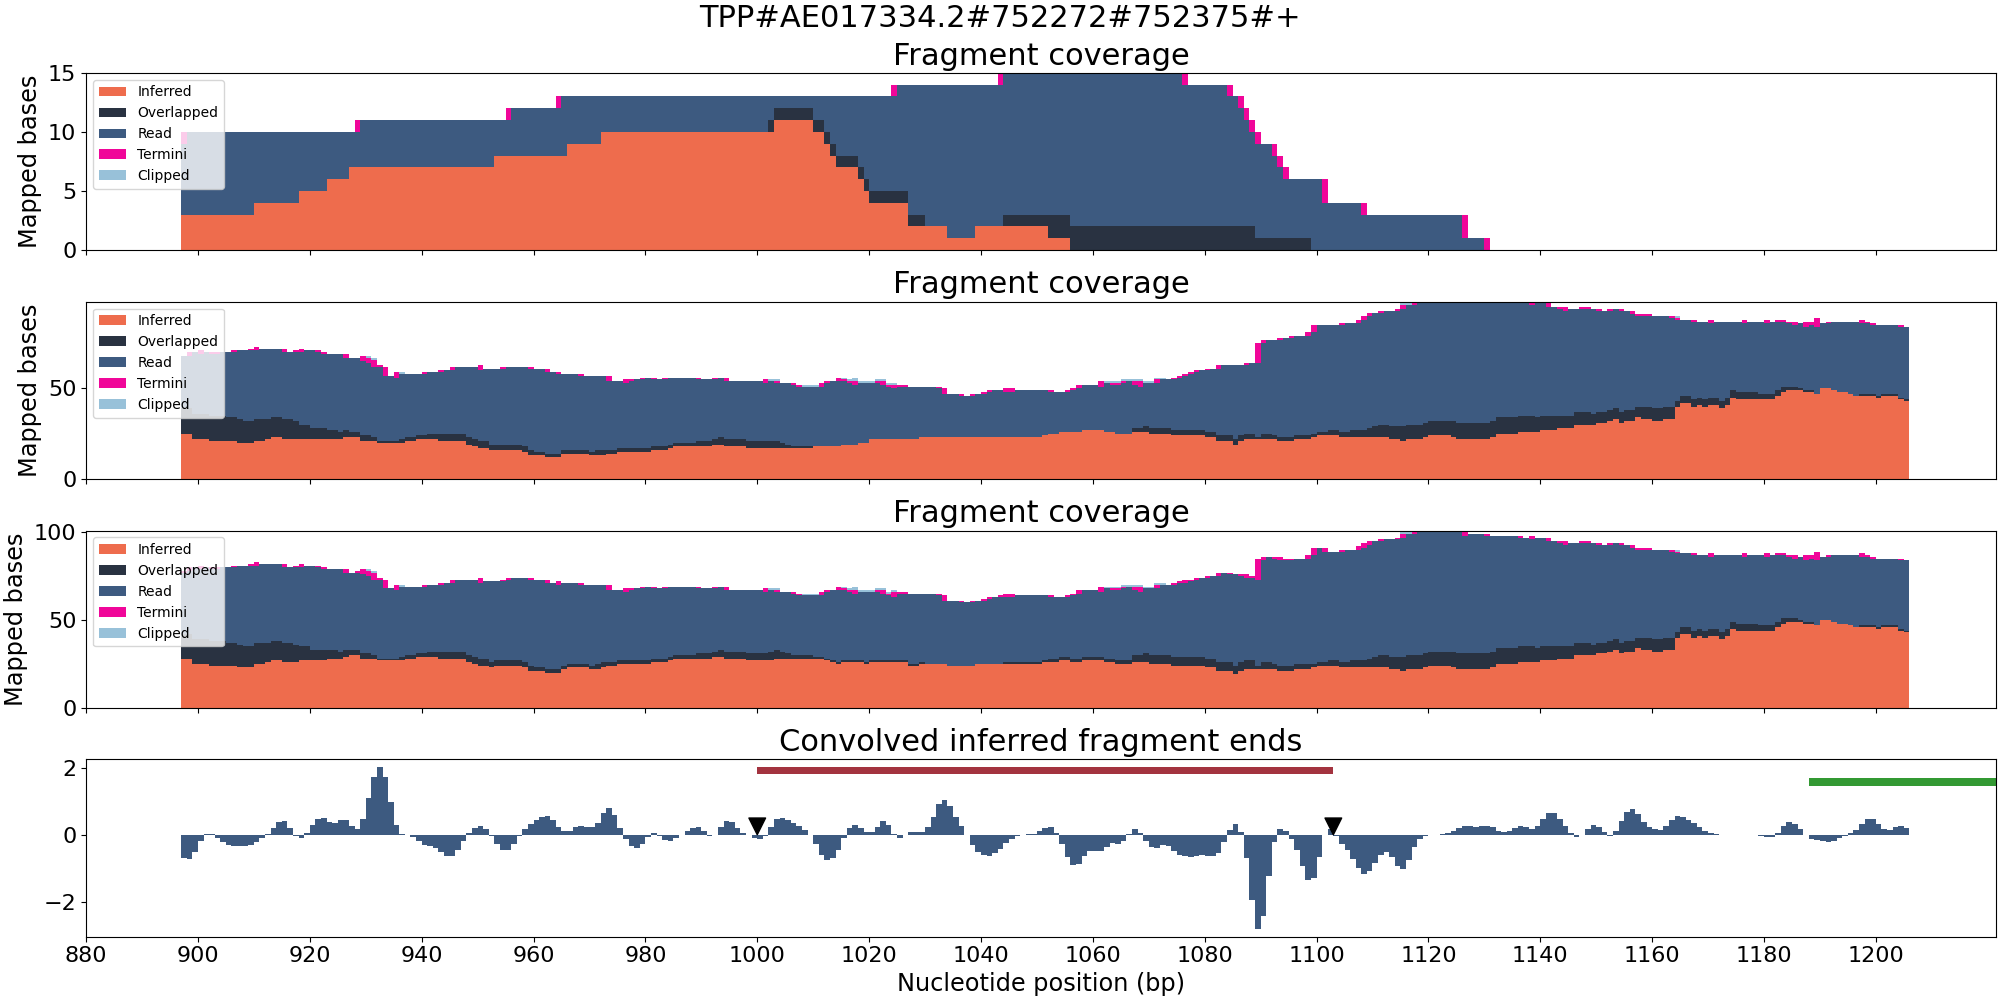 TPP#AE017334.2#752272#752375#+
Fragment coverage
Mapped bases
15
10
5
0
Inferred
Overlapped
Read
Termini
Clipped
Fragment coverage
Mapped bases
50
0
Inferred
Overlapped
Read
Termini
Clipped
Fragment coverage
Mapped bases
100
50
0
Inferred
Overlapped
Read
Termini
Clipped
Convolved inferred fragment ends
2
0
−2
880 900 920 940 960 980 1000 1020 1040 1060 1080 1100 1120 1140 1160 1180 1200
Nucleotide position (bp)